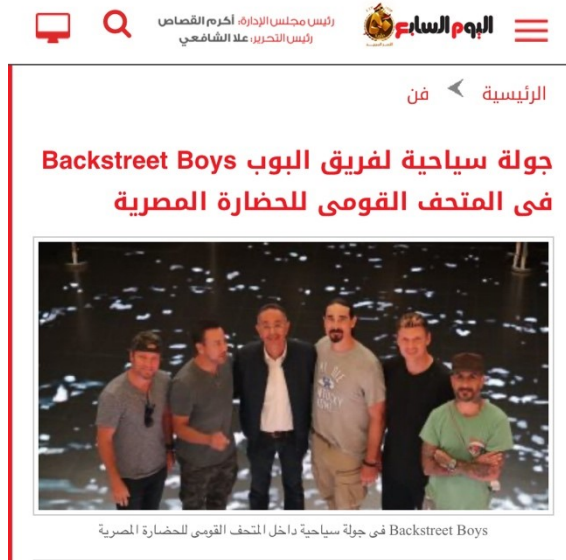 اليوم السابع
رئيس مجلس الإدارة: أكرم القصاص
رئيس التحرير: علا الشافعي
الرئيسية
فن
جولة سياحية لفريق البوب Backstreet Boys
فى المتحف القومى للحضارة المصرية
Backstreet Boys فى جولة سياحية داخل المتحف القومى للحضارة المصرية